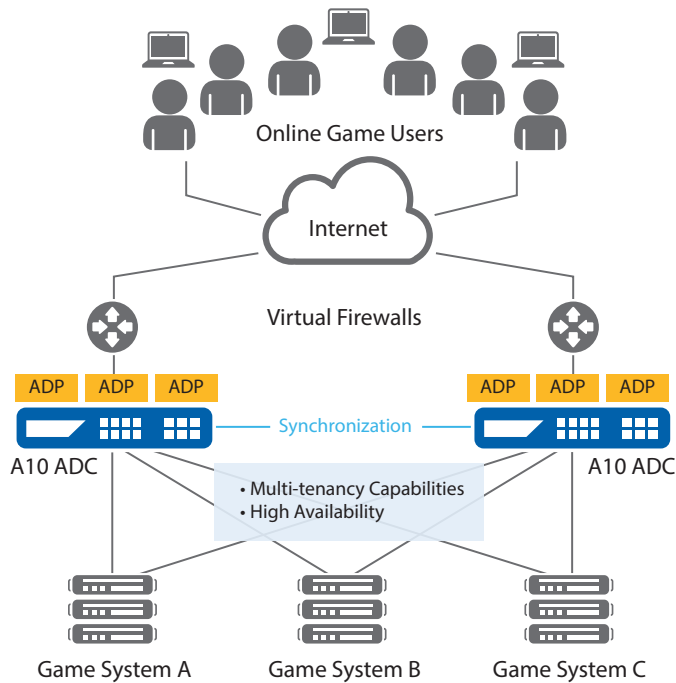 Online Game Users
Internet
Virtual Firewalls
ADP ADP ADP
ADP ADP ADP
Synchronization
A10 ADC
A10 ADC
• Multi-tenancy Capabilities
• High Availability
Game System A
Game System B
Game System C